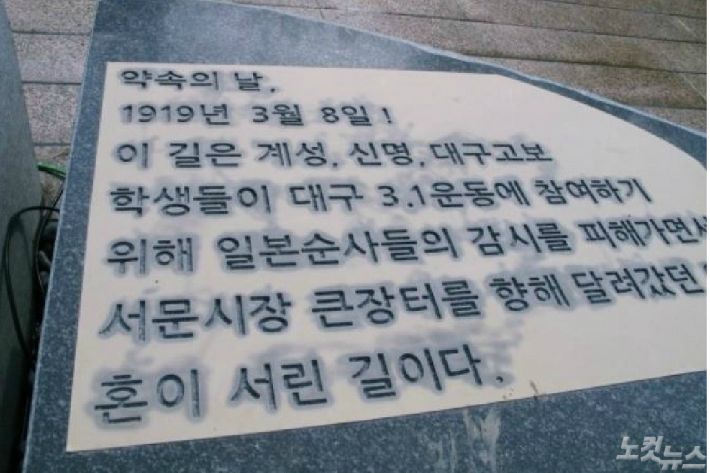 약속의 날,
1919년 3월 8일!
이 길은 계성, 신명, 대구고보
학생들이 대구 3.1운동에 참여하기
위해 일본순사들의 감시를 피해가면서
서문시장 큰장터를 향해 달려갔던
혼이 서린 길이다.
노컷뉴스